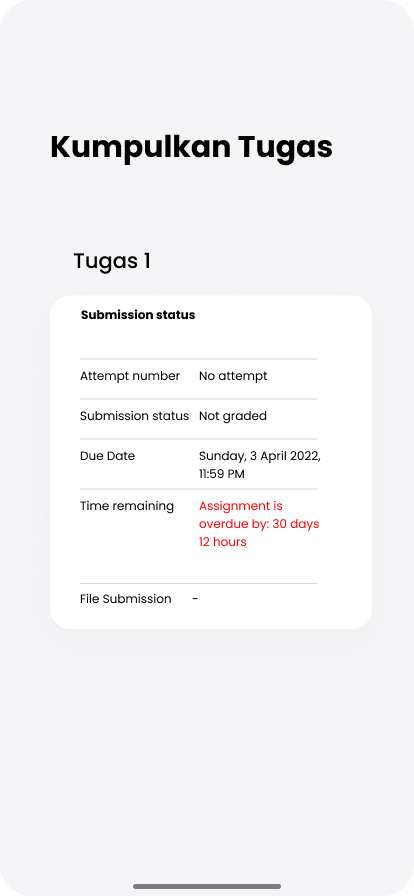 Kumpulkan Tugas
Tugas 1
Submission status
Attempt number No attempt
Submission status Not graded
Due Date Sunday, 3 April 2022,
11:59 PM
Time remaining Assignment is
overdue by: 30 days
12 hours
File Submission -